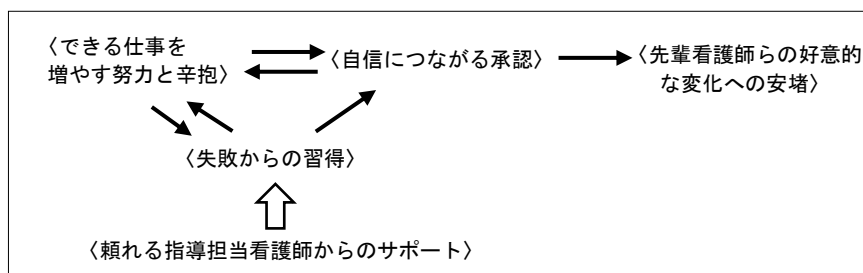 〈できる仕事を
増やす努力と辛抱〉
〈自信につながる承認〉
〈先輩看護師らの好意的
な変化への安堵〉
〈失敗からの習得〉
〈頼れる指導担当看護師からのサポート〉